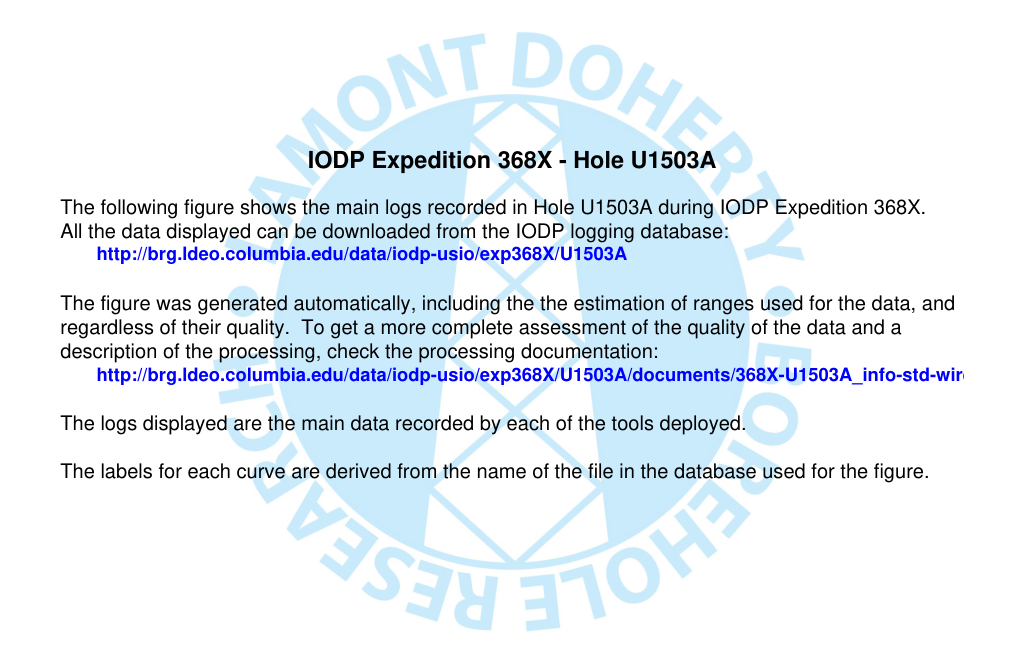 LAMONT DOHERTY
BOREHOLE RESEARCH
IODP Expedition 368X - Hole U1503A
The following figure shows the main logs recorded in Hole U1503A during IODP Expedition 368X.
All the data displayed can be downloaded from the IODP logging database:
http://brg.ldeo.columbia.edu/data/iodp-usio/exp368X/U1503A
The figure was generated automatically, including the the estimation of ranges used for the data, and
regardless of their quality. To get a more complete assessment of the quality of the data and a
description of the processing, check the processing documentation:
http://brg.ldeo.columbia.edu/data/iodp-usio/exp368X/U1503A/documents/368X-U1503A_info-std-wir
The logs displayed are the main data recorded by each of the tools deployed.
The labels for each curve are derived from the name of the file in the database used for the figure.